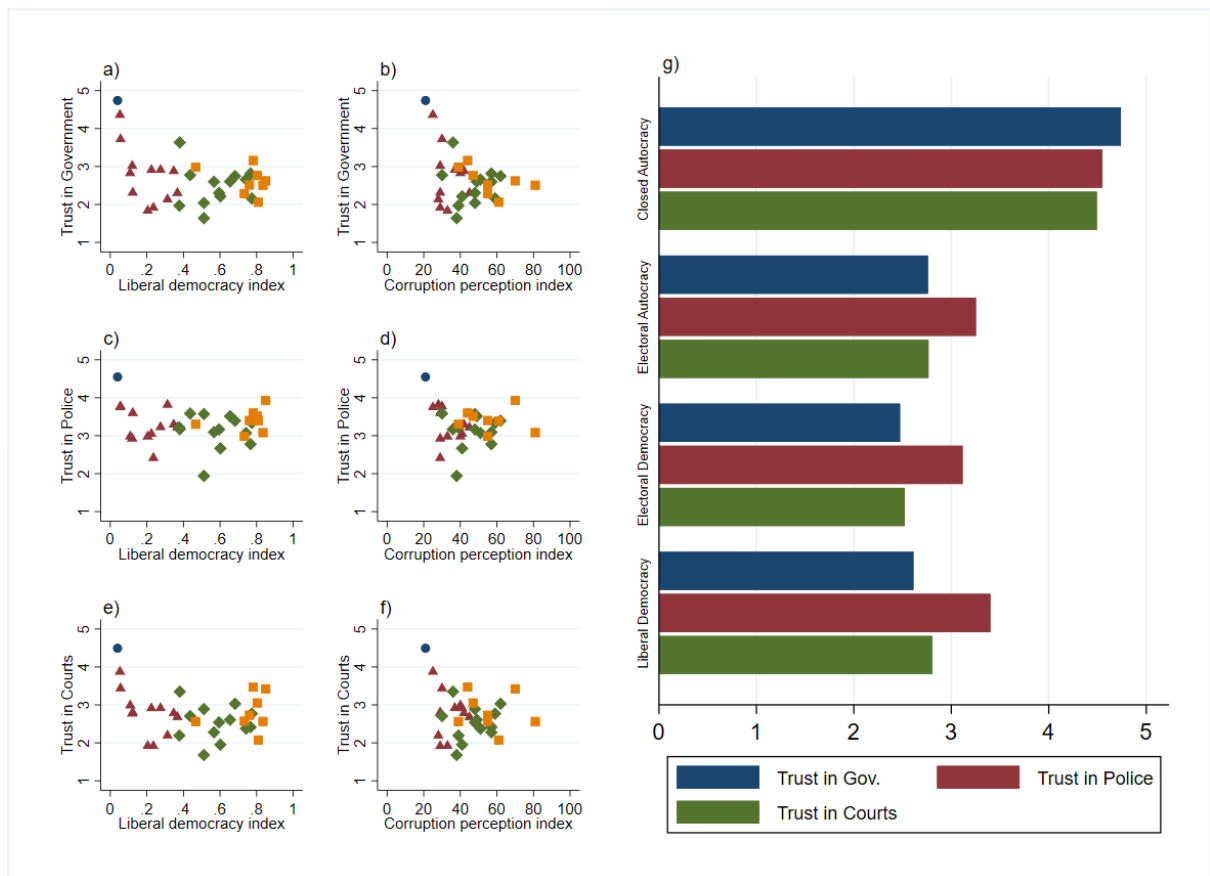 a)
Trust in Government
5
4
3
2
1
0 .2 .4 .6 .8 1
Liberal democracy index
b)
Trust in Government
5
4
3
2
1
0 20 40 60 80 100
Corruption perception index
c)
Trust in Police
5
4
3
2
1
0 .2 .4 .6 .8 1
Liberal democracy index
d)
Trust in Police
5
4
3
2
1
0 20 40 60 80 100
Corruption perception index
e)
Trust in Courts
5
4
3
2
1
0 .2 .4 .6 .8 1
Liberal democracy index
f)
Trust in Courts
5
4
3
2
1
0 20 40 60 80 100
Corruption perception index
g)
Closed Autocracy
Electoral Autocracy
Electoral Democracy
Liberal Democracy
0 1 2 3 4 5
Trust in Gov. Trust in Police
Trust in Courts